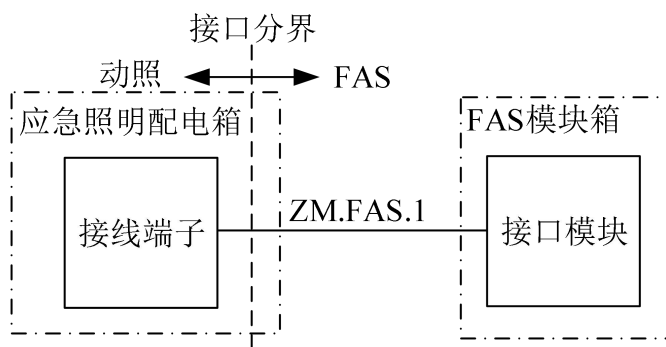 接口分界
动照
FAS
应急照明配电箱
FAS模块箱
接线端子
ZM.FAS.1
接口模块